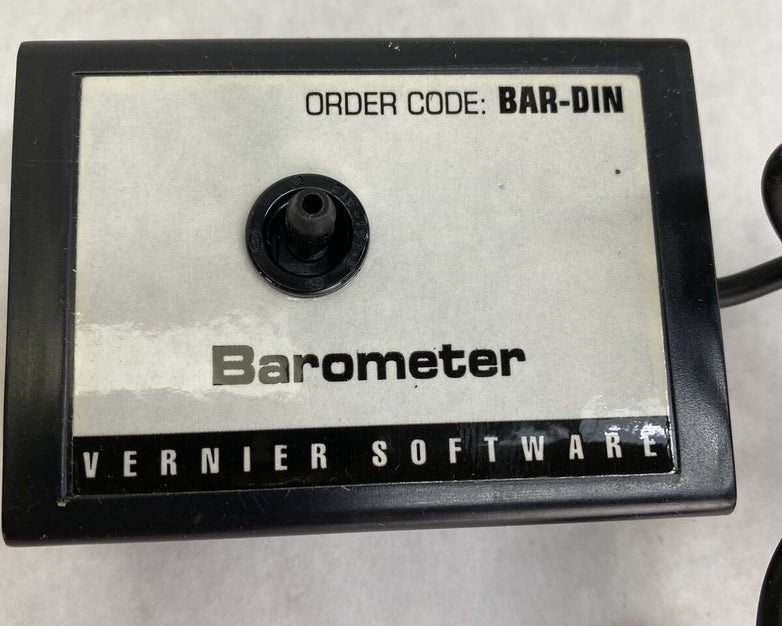 ORDER CODE: BAR-DIN
Barometer
VERNIER SOFTWARE